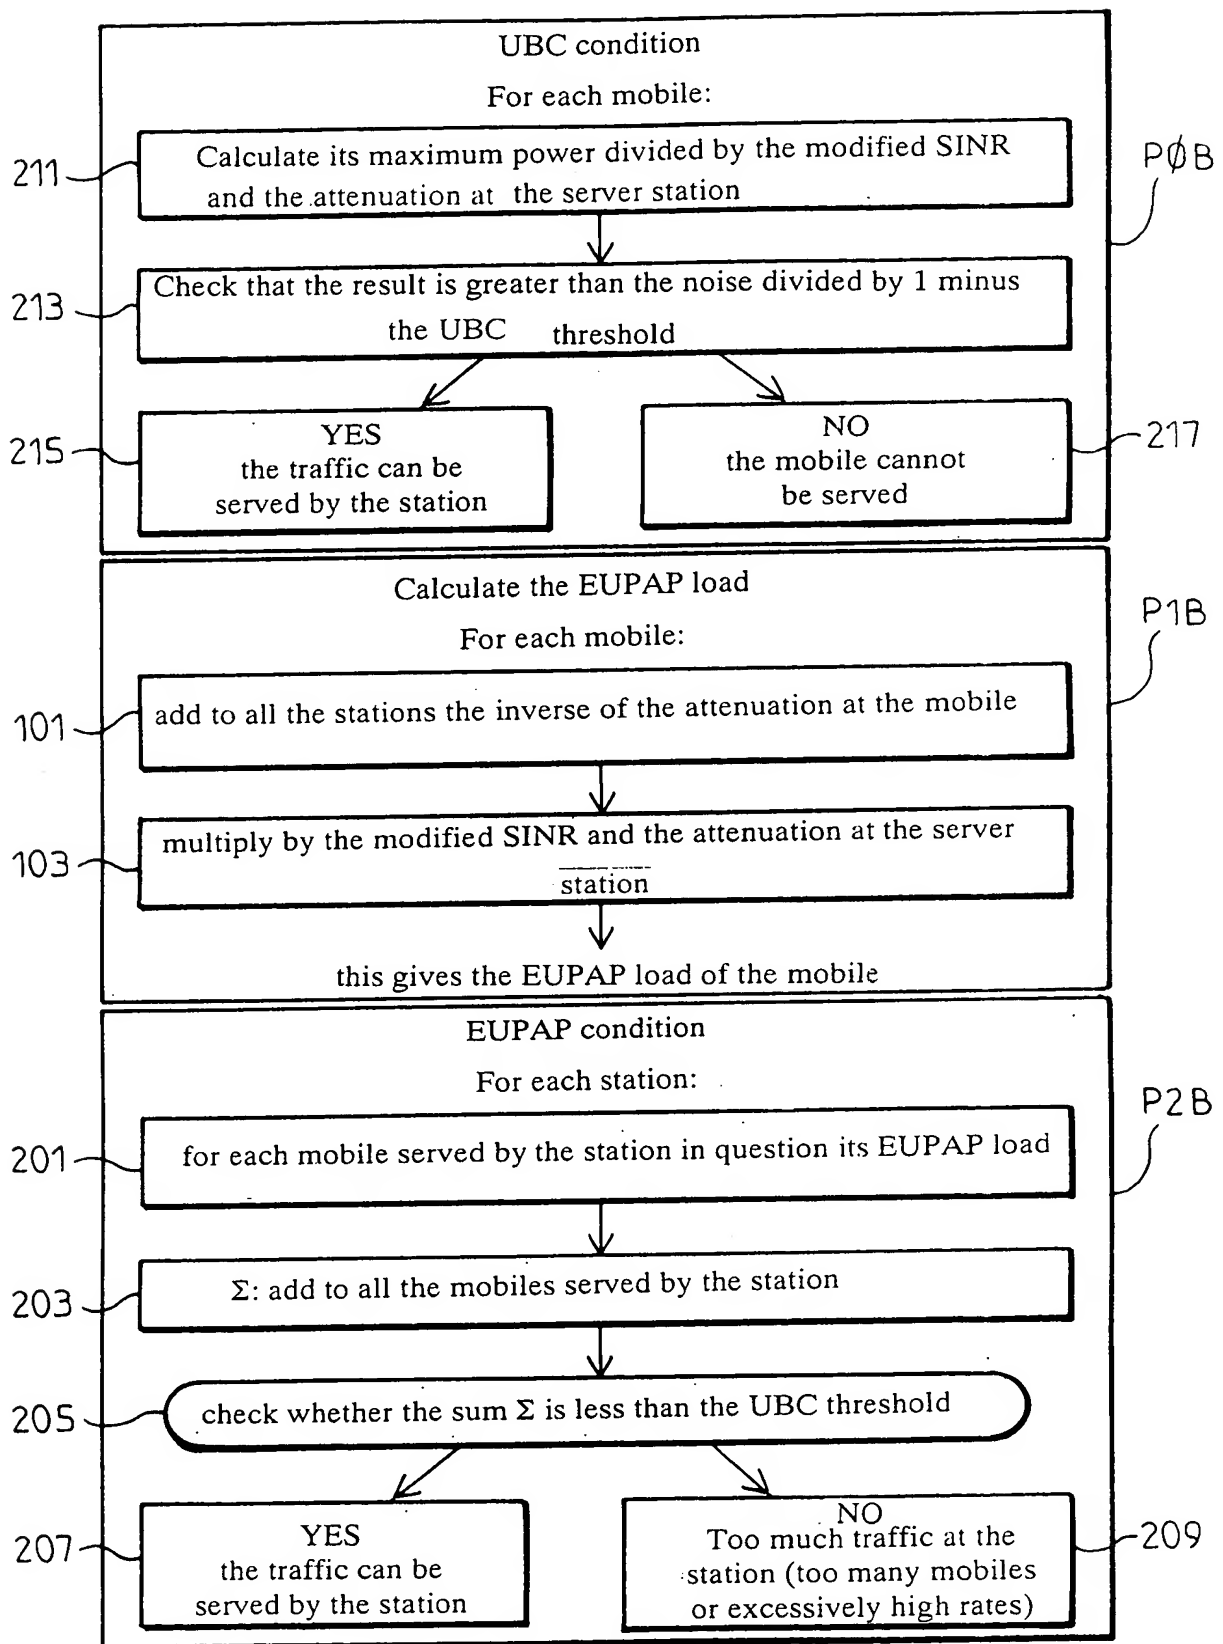 UBC condition
For each mobile:
211
Calculate its maximum power divided by the modified SINR
and the attenuation at the server station
PØB
213
Check that the result is greater than the noise divided by 1 minus
the UBC threshold
215
YES
the traffic can be
served by the station
NO
the mobile cannot
be served
217
Calculate the EUPAP load
For each mobile:
P1B
101
add to all the stations the inverse of the attenuation at the mobile
103
multiply by the modified SINR and the attenuation at the server
station
this gives the EUPAP load of the mobile
EUPAP condition
For each station:
P2B
201
for each mobile served by the station in question its EUPAP load
203
Σ: add to all the mobiles served by the station
205
check whether the sum Σ is less than the UBC threshold
207
YES
the traffic can be
served by the station
NO
Too much traffic at the
station (too many mobiles
or excessively high rates)
209